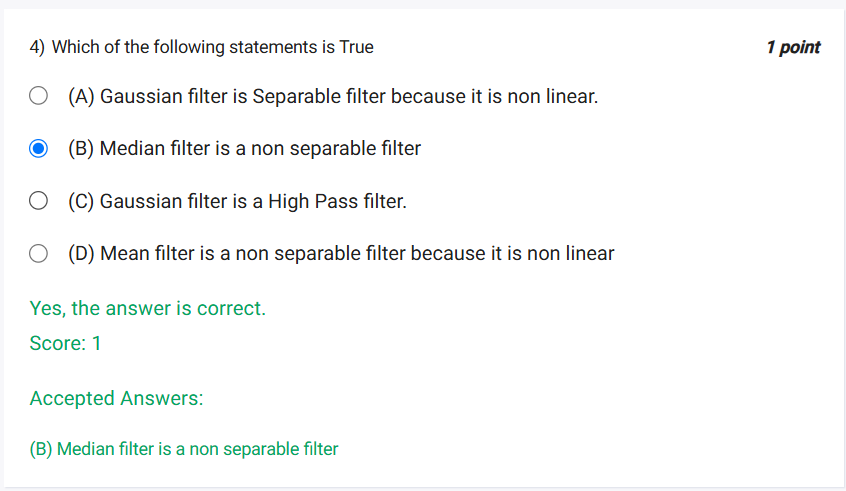 4) Which of the following statements is True
1 point
(A) Gaussian filter is Separable filter because it is non linear.
(B) Median filter is a non separable filter
(C) Gaussian filter is a High Pass filter.
(D) Mean filter is a non separable filter because it is non linear
Yes, the answer is correct.
Score: 1
Accepted Answers:
(B) Median filter is a non separable filter